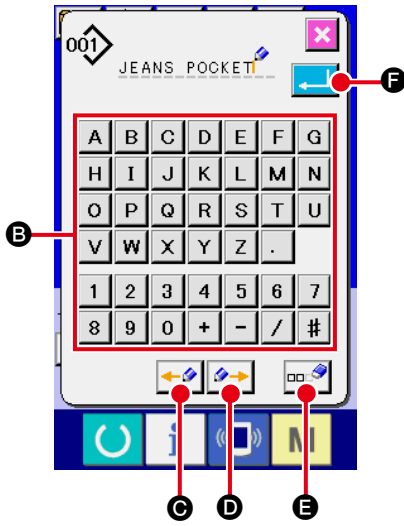 001
JEANS POCKET
F
A B C D E F G
H I J K L M N
O P Q R S T U
B
V W X Y Z .
1 2 3 4 5 6 7
8 9 0 + - / #
i M
C D E